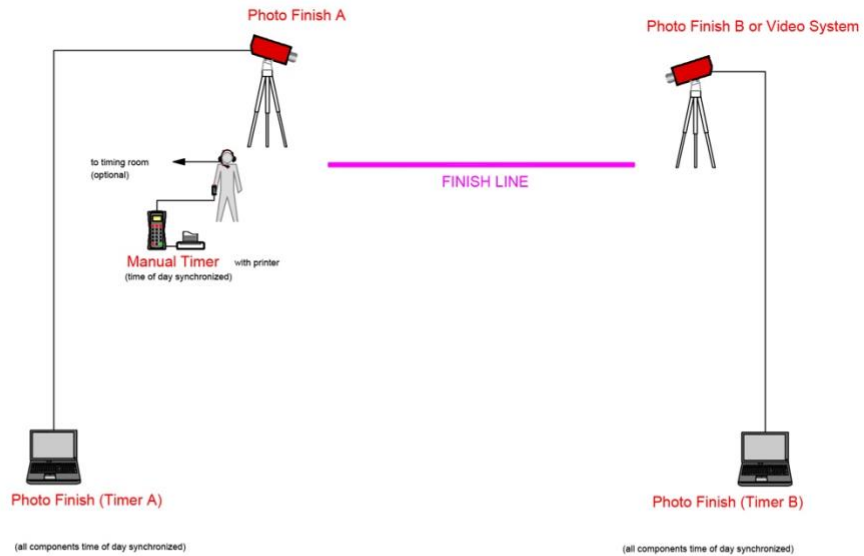 Photo Finish A
Photo Finish B or Video System
to timing room
(optional)
FINISH LINE
Manual Timer with printer
(time of day synchronized)
Photo Finish (Timer A)
Photo Finish (Timer B)
(all components time of day synchronized)
(all components time of day synchronized)